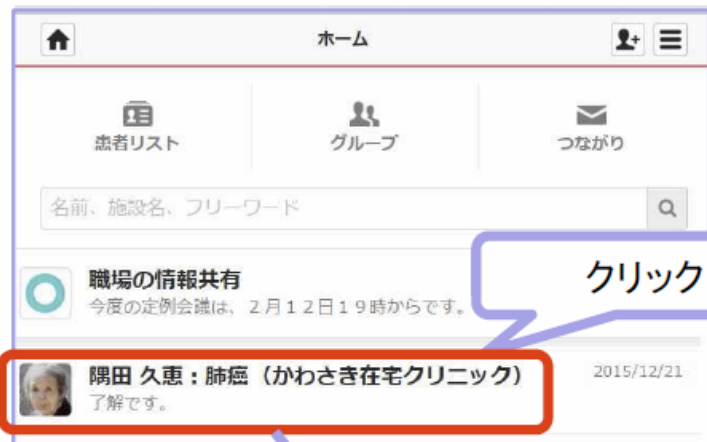 ホーム
患者リスト
グループ
つながり
名前、施設名、フリーワード
職場の情報共有
今度の定例会議は、2月12日19時からです。
クリック
隅田 久恵：肺癌（かわさき在宅クリニック）
2015/12/21
了解です。